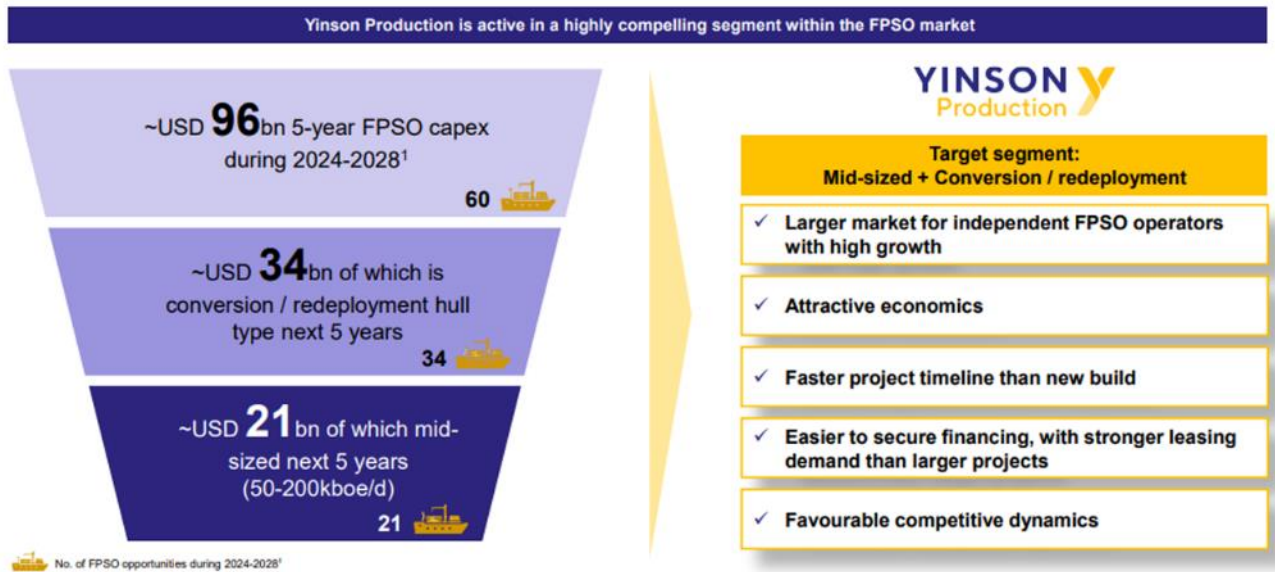 Yinson Production is active in a highly compelling segment within the FPSO market
~USD 96bn 5-year FPSO capex
during 2024-2028¹
60
~USD 34bn of which is
conversion / redeployment hull
type next 5 years
34
~USD 21bn of which mid-
sized next 5 years
(50-200kboe/d)
21
No. of FPSO opportunities during 2024-2028¹
YINSON
Production
Target segment:
Mid-sized + Conversion / redeployment
✓ Larger market for independent FPSO operators
with high growth
✓ Attractive economics
✓ Faster project timeline than new build
✓ Easier to secure financing, with stronger leasing
demand than larger projects
✓ Favourable competitive dynamics